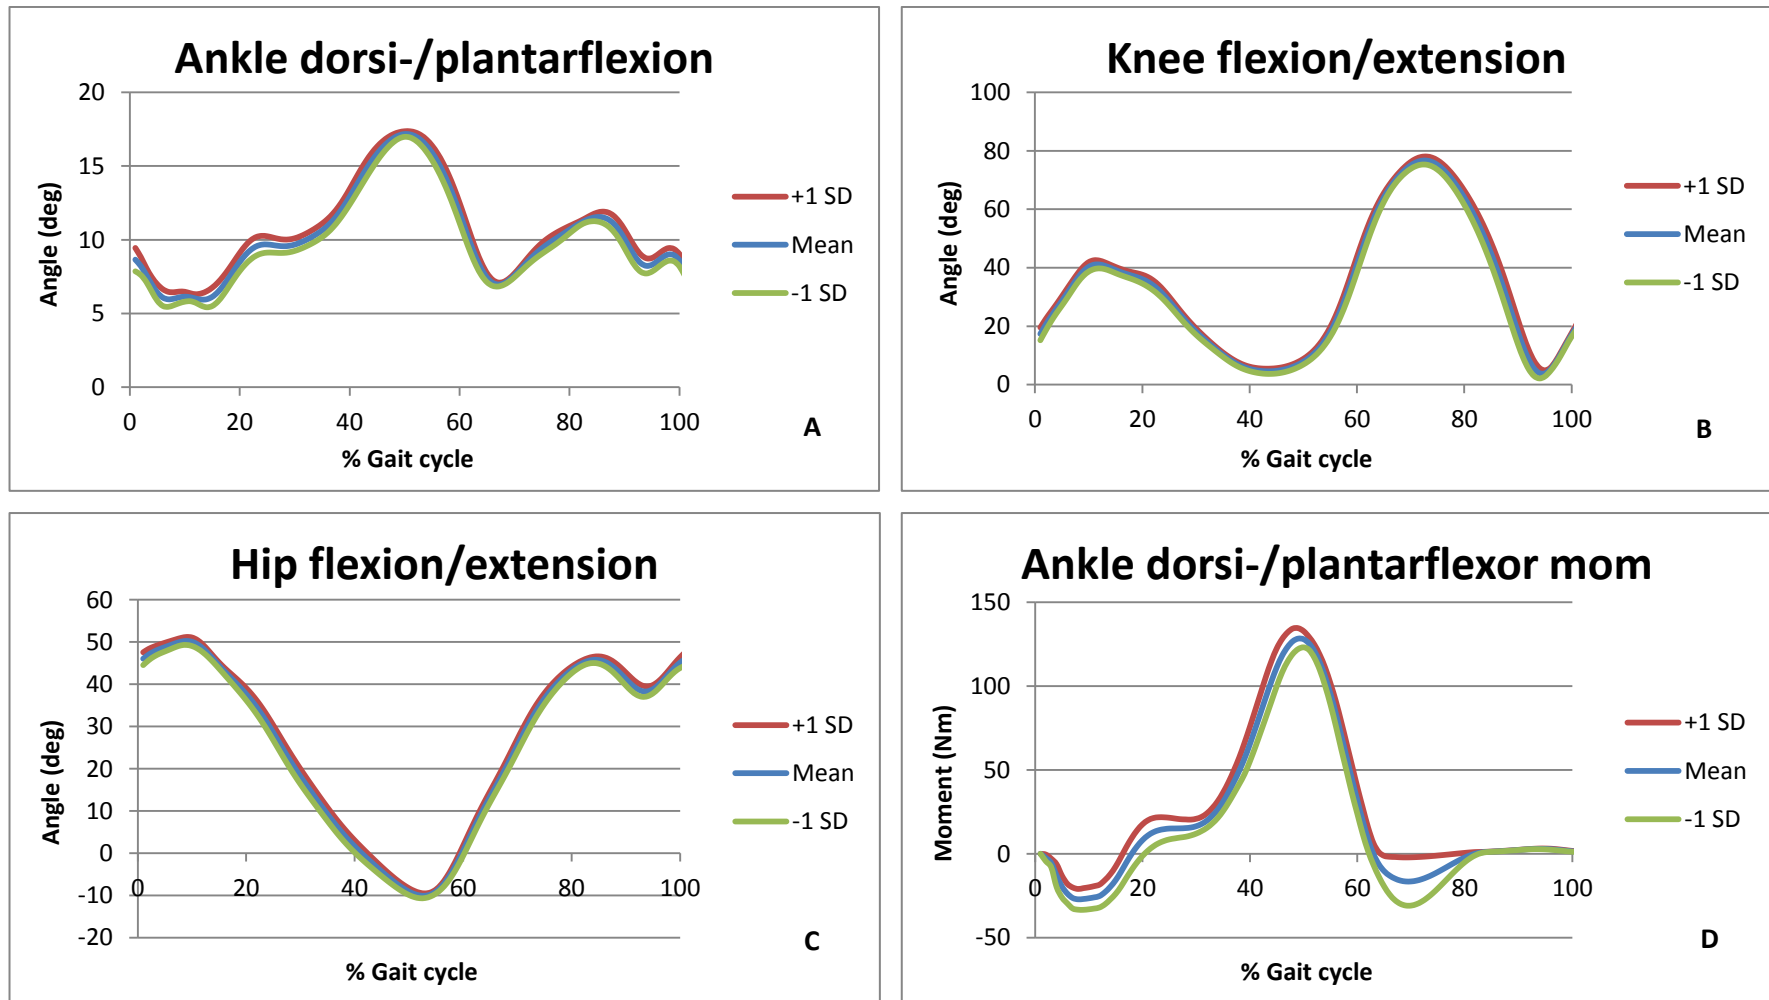 Ankle dorsi-/plantarflexion
20
15
10
5
0
Angle (deg)
0 20 40 60 80 100
% Gait cycle
+1 SD
Mean
-1 SD
A
Knee flexion/extension
100
80
60
40
20
0
Angle (deg)
0 20 40 60 80 100
% Gait cycle
+1 SD
Mean
-1 SD
B
Hip flexion/extension
60
50
40
30
20
10
0
-10
-20
Angle (deg)
0 20 40 60 80 100
% Gait cycle
+1 SD
Mean
-1 SD
C
Ankle dorsi-/plantarflexor mom
150
100
50
0
-50
Moment (Nm)
0 20 40 60 80 100
% Gait cycle
+1 SD
Mean
-1 SD
D